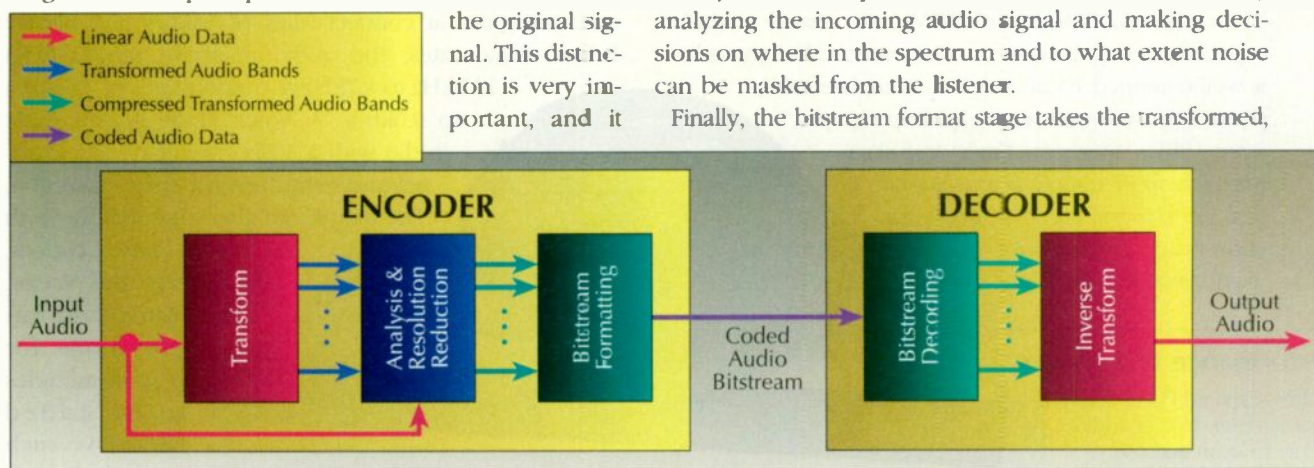 the original sig-
nal. This distinc-
tion is very im-
portant, and it
analyzing the incoming audio signal and making deci-
sions on where in the spectrum and to what extent noise
can be masked from the listener.
Finally, the bitstream format stage takes the transformed,
Linear Audio Data
Transformed Audio Bands
Compressed Transformed Audio Bands
Coded Audio Data
ENCODER
DECODER
Input
Audio
Transform
Analysis &
Resolution
Reduction
Bitstream
Formatting
Coded
Audio
Bitstream
Bitstream
Decoding
Inverse
Transform
Output
Audio